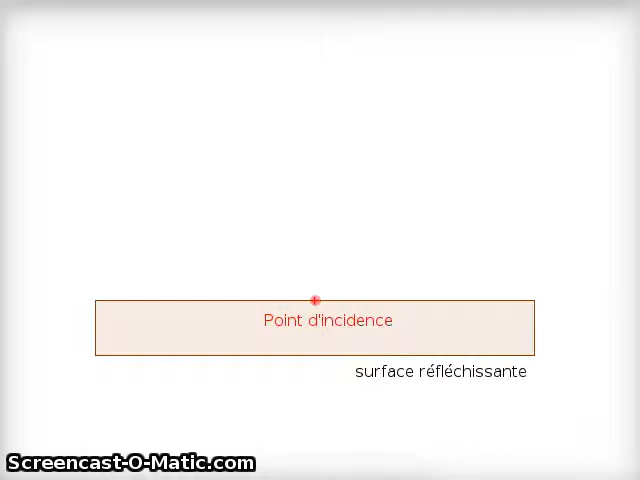 Point d'incidence
surface réfléchissante
Screencast-O-Matic.com